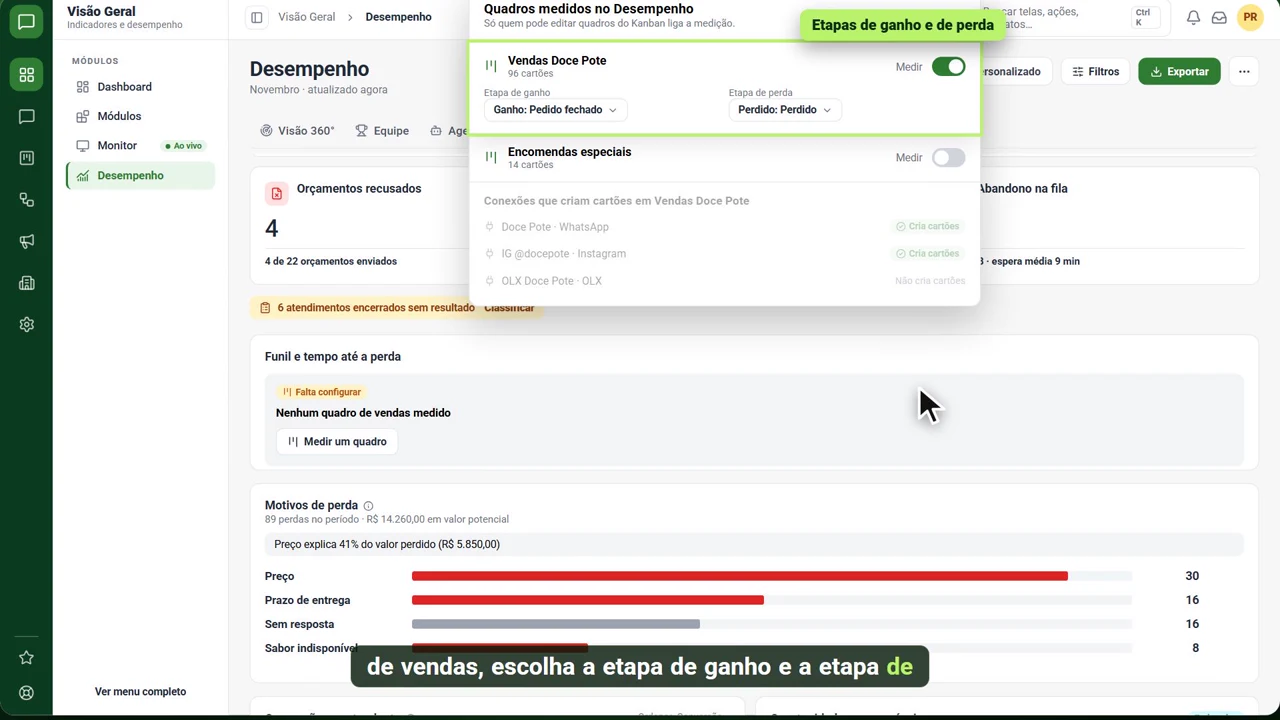 Visão Geral
Indicadores e desempenho
Visão Geral
Desempenho
Quadros medidos no Desempenho
Só quem pode editar quadros do Kanban liga a medição.
Etapas de ganho e de perda
telas, ações,
Ctrl
K
PR
MÓDULOS
Dashboard
Módulos
Monitor
Ao vivo
Desempenho
Ver menu completo
Desempenho
Novembro · atualizado agora
Filtros
Exportar
Visão 360°
Equipe
Vendas Doce Pote
96 cartões
Medir
Etapa de ganho
Etapa de perda
Ganho: Pedido fechado
Perdido: Perdido
Encomendas especiais
14 cartões
Medir
Conexões que criam cartões em Vendas Doce Pote
Doce Pote · WhatsApp
Cria cartões
IG @docepote · Instagram
Cria cartões
OLX Doce Pote · OLX
Não cria cartões
Orçamentos recusados
4
4 de 22 orçamentos enviados
Abandono na fila
· espera média 9 min
6 atendimentos encerrados sem resultado
Classificar
Funil e tempo até a perda
Falta configurar
Nenhum quadro de vendas medido
Medir um quadro
Motivos de perda
89 perdas no período · R$ 14.260,00 em valor potencial
Preço explica 41% do valor perdido (R$ 5.850,00)
Preço 30
Prazo de entrega 16
Sem resposta 16
Sabor indisponível 8
de vendas, escolha a etapa de ganho e a etapa de